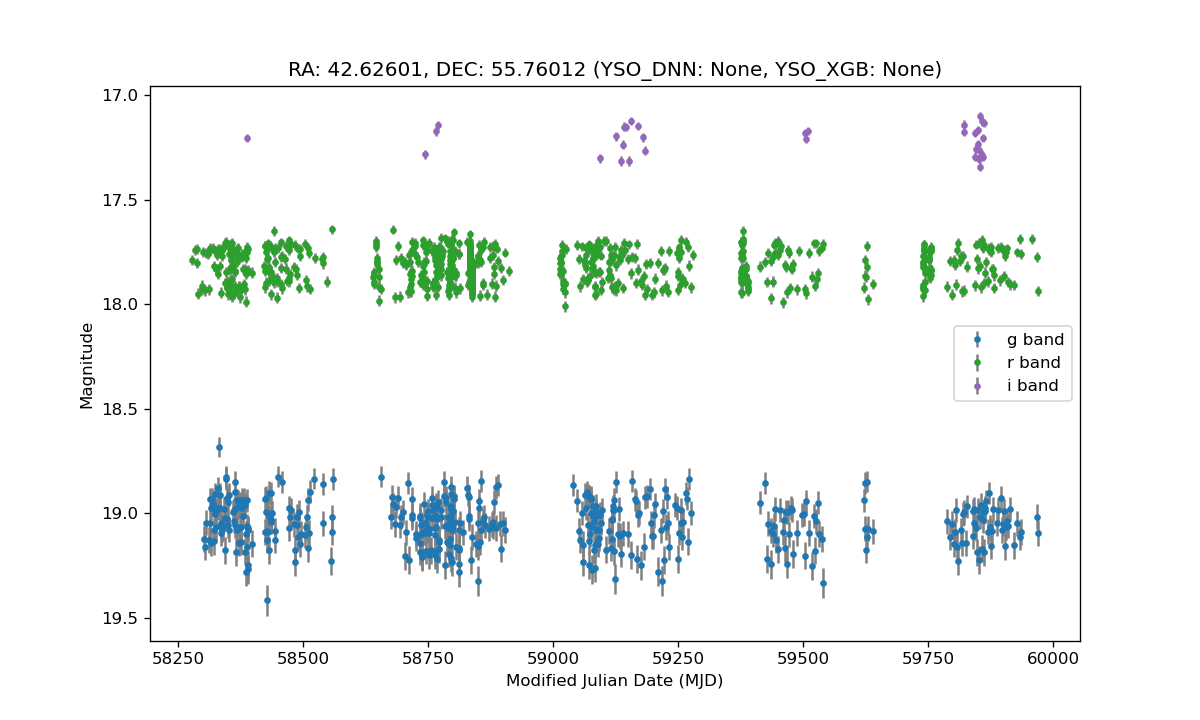 RA: 42.62601, DEC: 55.76012 (YSO_DNN: None, YSO_XGB: None)
17.0
17.5
18.0
18.5
19.0
19.5
Magnitude
g band
r band
i band
58250 58500 58750 59000 59250 59500 59750 60000
Modified Julian Date (MJD)